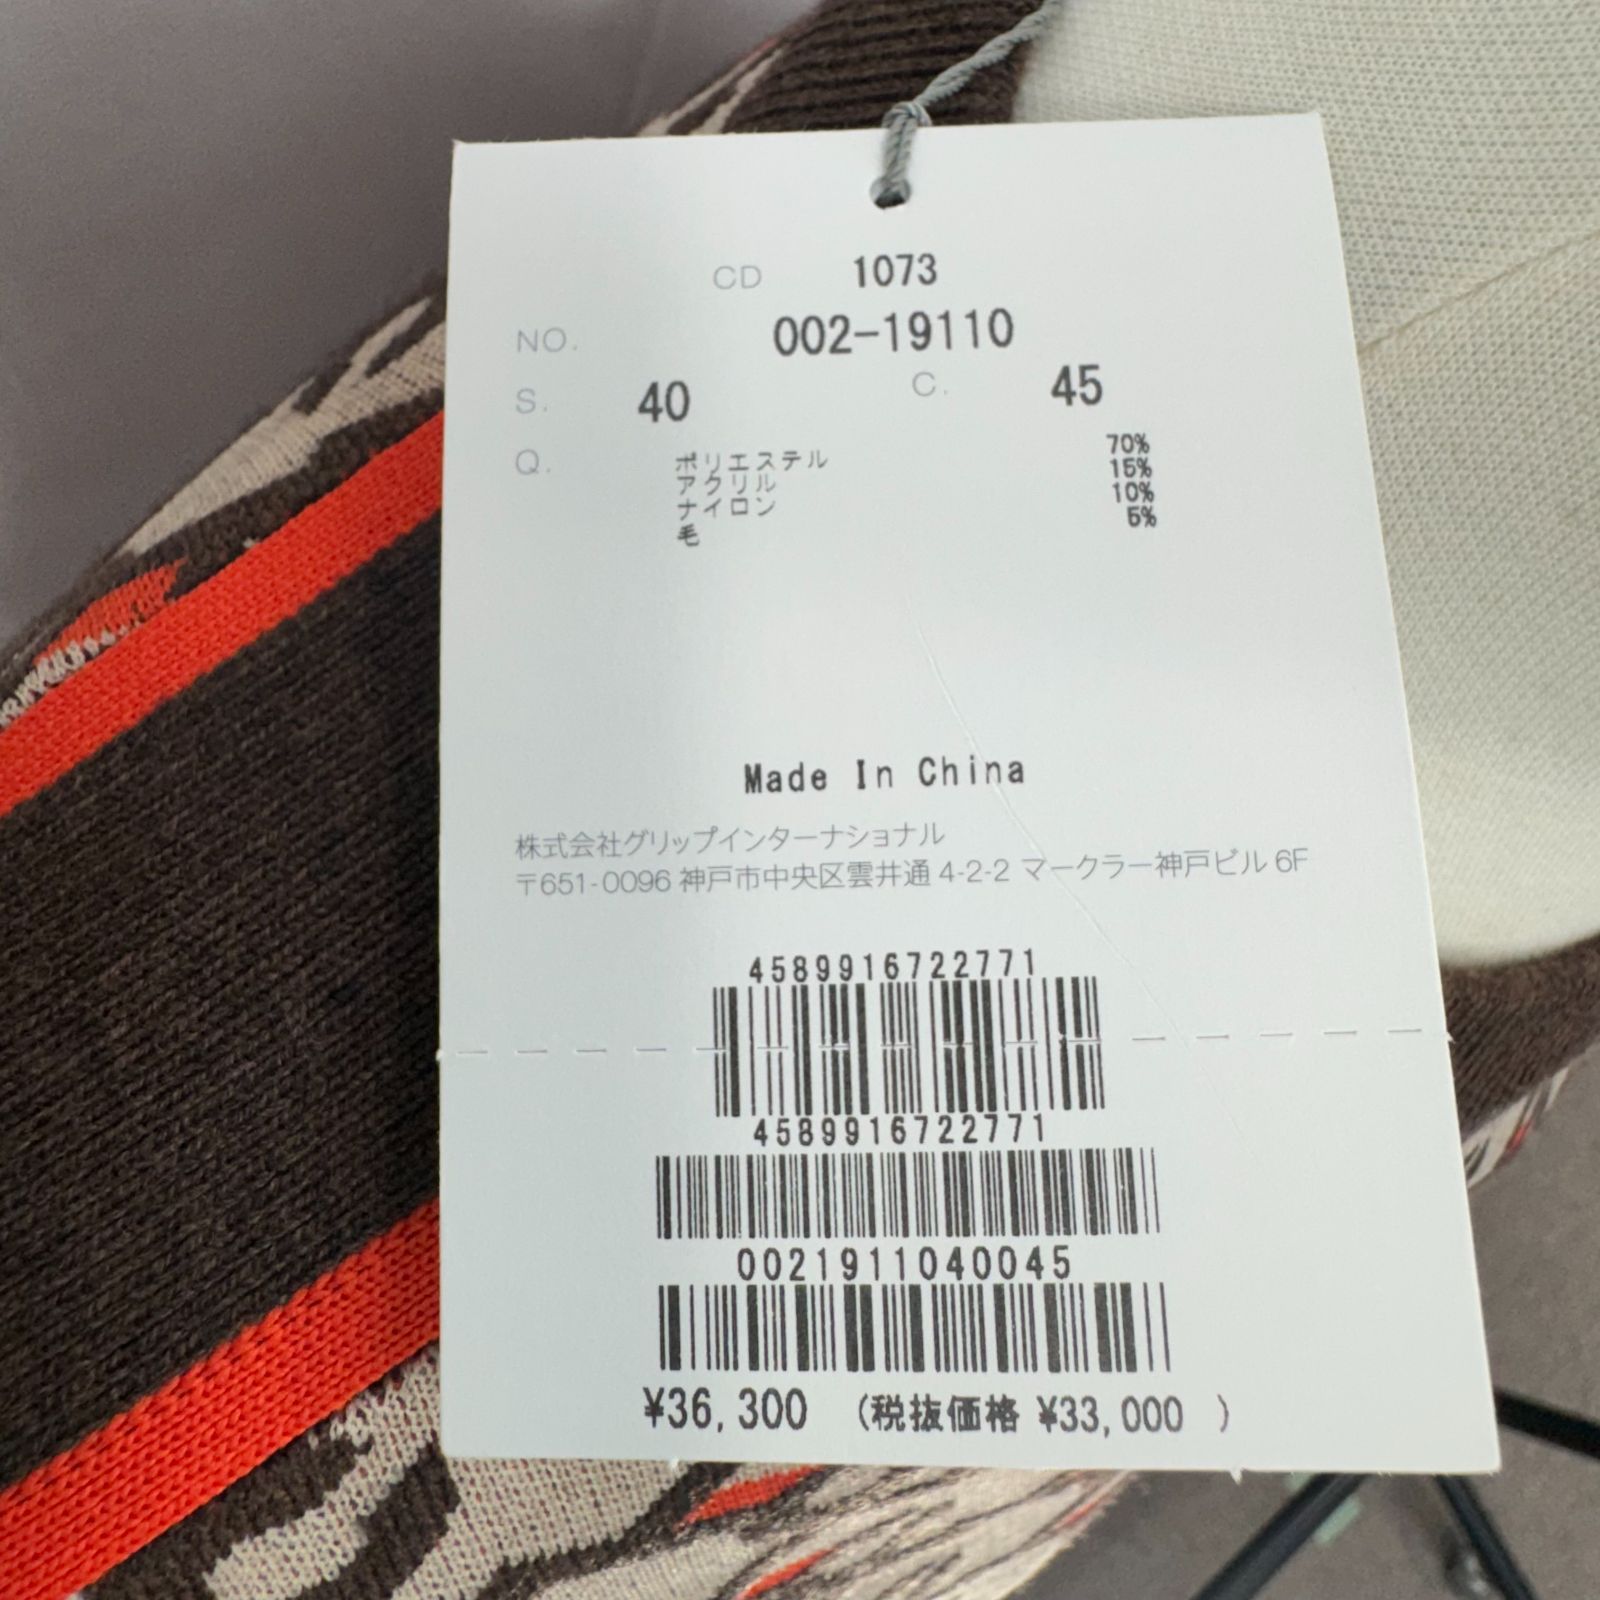 CD 1073
NO. 002-19110
S. 40 C. 45
Q. ポリエステル 70%
アクリル 15%
ナイロン 10%
毛 5%
Made In China
株式会社グリップインターナショナル
〒651-0096 神戸市中央区雲井通 4-2-2 マークラー神戸ビル 6F
4589916722771
4589916722771
0021911040045
¥36,300 (税抜価格 ¥33,000 )